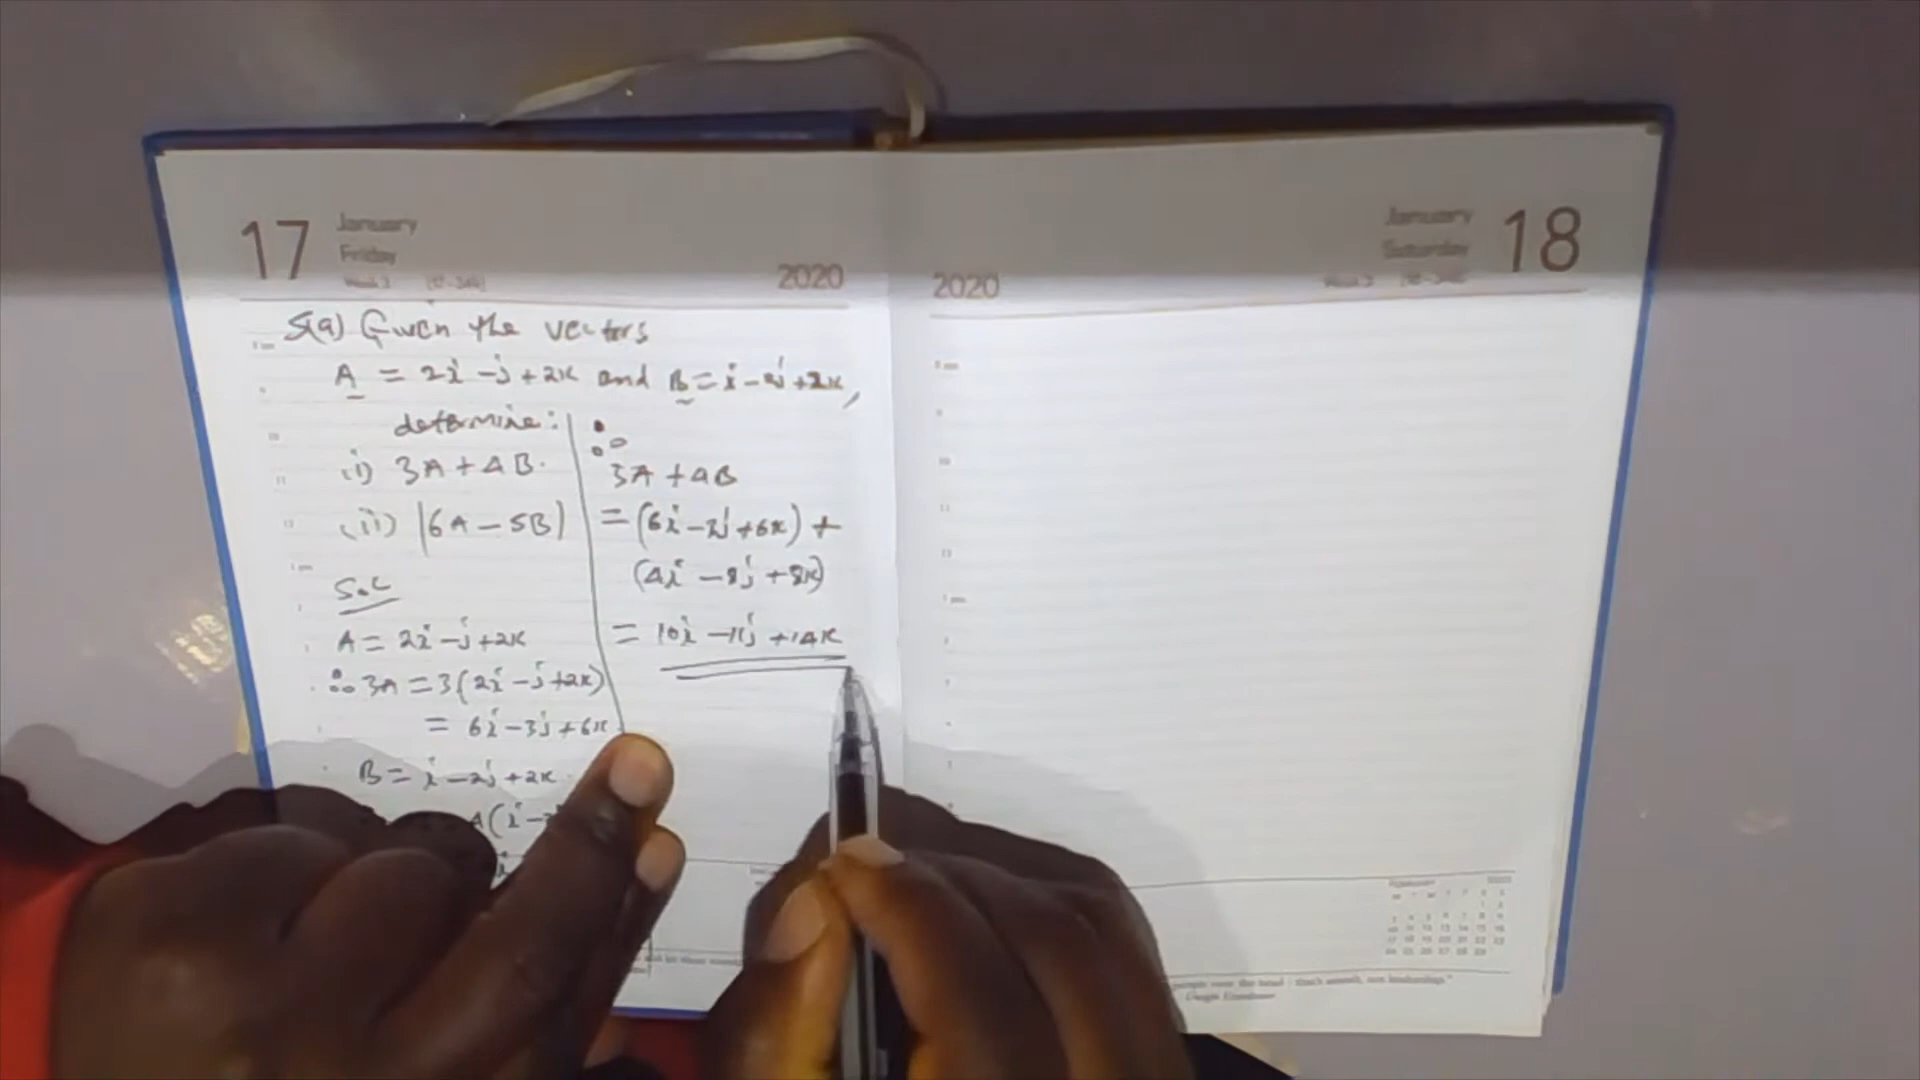 17 January
Friday
2020
5(a) Given the vectors
A = 2i - j + 2k and B = i - 2j + 2k,
determine:
(i) 3A + 4B.
(ii) |6A - 5B|
Sol
A = 2i - j + 2k
∴ 3A = 3(2i - j + 2k)
= 6i - 3j + 6k
B = i - 2j + 2k
4(i - 2
∴
3A + 4B
= (6i - 3j + 6k) +
(4i - 8j + 8k)
= 10i - 11j + 14k
January 18
Saturday
2020